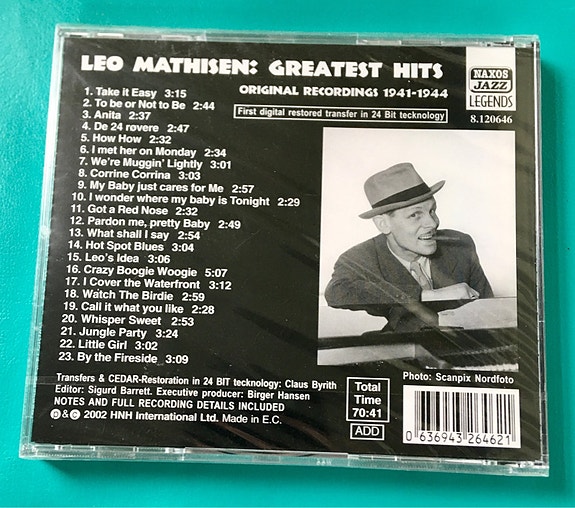 LEO MATHISEN: GREATEST HITS
ORIGINAL RECORDINGS 1941-1944
First digital restored transfer in 24 Bit tecknology
NAXOS
JAZZ
LEGENDS
8.120646
1. Take it Easy 3:15
2. To be or Not to Be 2:44
3. Anita 2:37
4. De 24 røvere 2:47
5. How How 2:32
6. I met her on Monday 2:34
7. We're Muggin' Lightly 3:01
8. Corrine Corrina 3:03
9. My Baby just cares for Me 2:57
10. I wonder where my baby is Tonight 2:29
11. Got a Red Nose 2:32
12. Pardon me, pretty Baby 2:49
13. What shall I say 2:54
14. Hot Spot Blues 3:04
15. Leo's Idea 3:06
16. Crazy Boogie Woogie 5:07
17. I Cover the Waterfront 3:12
18. Watch The Birdie 2:59
19. Call it what you like 2:28
20. Whisper Sweet 2:53
21. Jungle Party 3:24
22. Little Girl 3:02
23. By the Fireside 3:09
Transfers & CEDAR-Restoration in 24 BIT tecknology: Claus Byrith
Editor: Sigurd Barrett. Executive producer: Birger Hansen
NOTES AND FULL RECORDING DETAILS INCLUDED
℗ & © 2002 HNH International Ltd. Made in E.C.
Total
Time
70:41
ADD
Photo: Scanpix Nordfoto
0 636943 264621